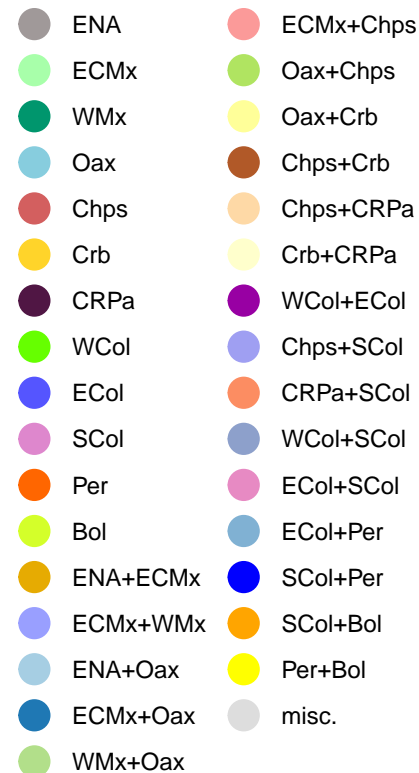 ENA
ECMx
WMx
Oax
Chps
Crb
CRPa
WCol
ECol
SCol
Per
Bol
ENA+ECMx
ECMx+WMx
ENA+Oax
ECMx+Oax
WMx+Oax
ECMx+Chps
Oax+Chps
Oax+Crb
Chps+Crb
Chps+CRPa
Crb+CRPa
WCol+ECol
Chps+SCol
CRPa+SCol
WCol+SCol
ECol+SCol
ECol+Per
SCol+Per
SCol+Bol
Per+Bol
misc.